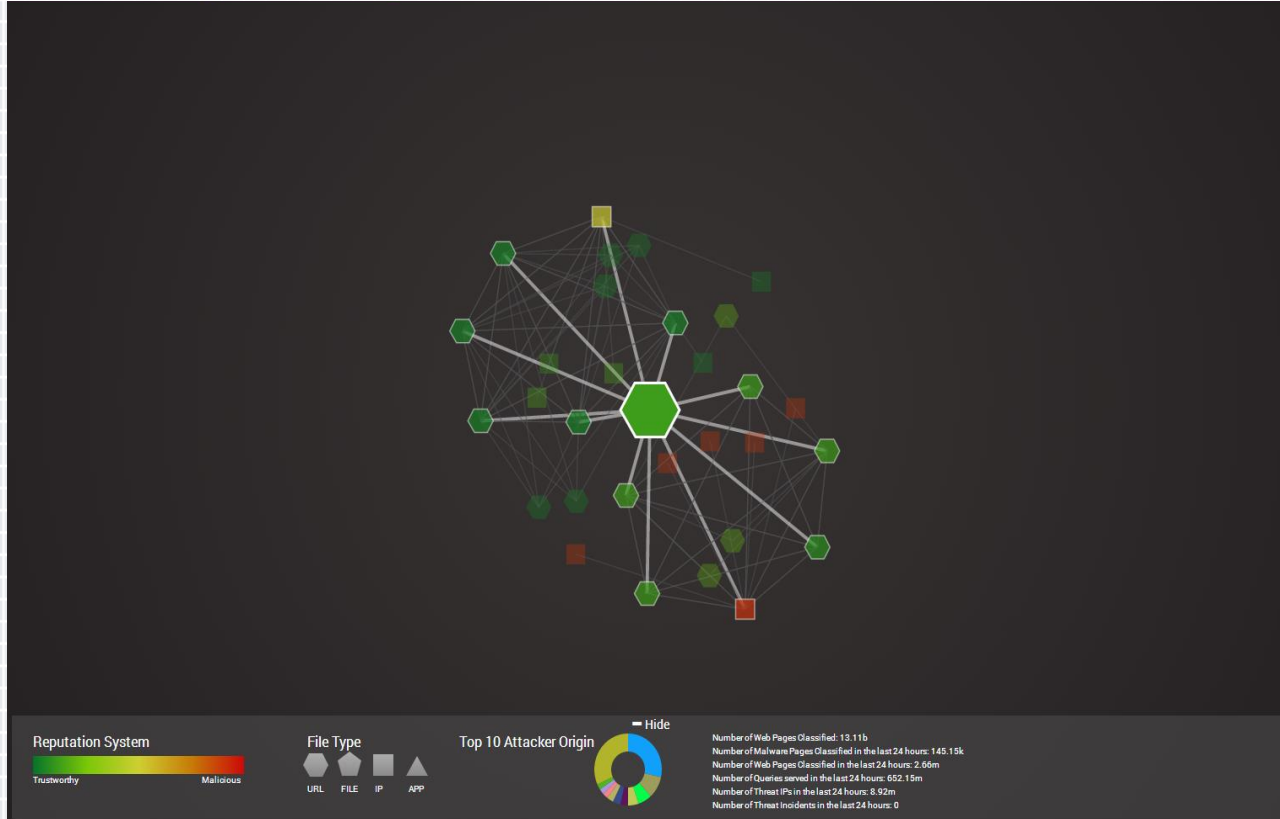 Hide
Reputation System
Trustworthy
Malicious
File Type
URL
FILE
IP
APP
Top 10 Attacker Origin
Number of Web Pages Classified: 13.11b
Number of Malware Pages Classified in the last 24 hours: 145.15k
Number of Web Pages Classified in the last 24 hours: 2.66m
Number of Queries served in the last 24 hours: 652.15m
Number of Threat IPs in the last 24 hours: 8.92m
Number of Threat Incidents in the last 24 hours: 0